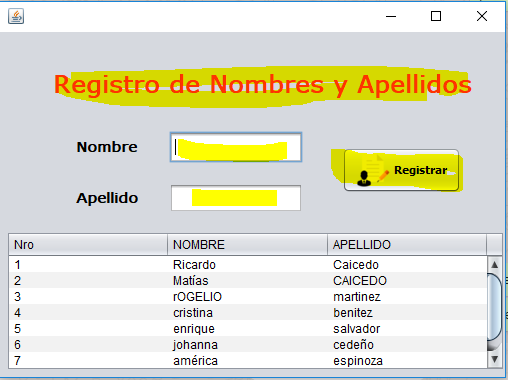 Registro de Nombres y Apellidos
Nombre
Registrar
Apellido
Nro NOMBRE APELLIDO
1 Ricardo Caicedo
2 Matías CAICEDO
3 rOGELIO martinez
4 cristina benitez
5 enrique salvador
6 johanna cedeño
7 américa espinoza